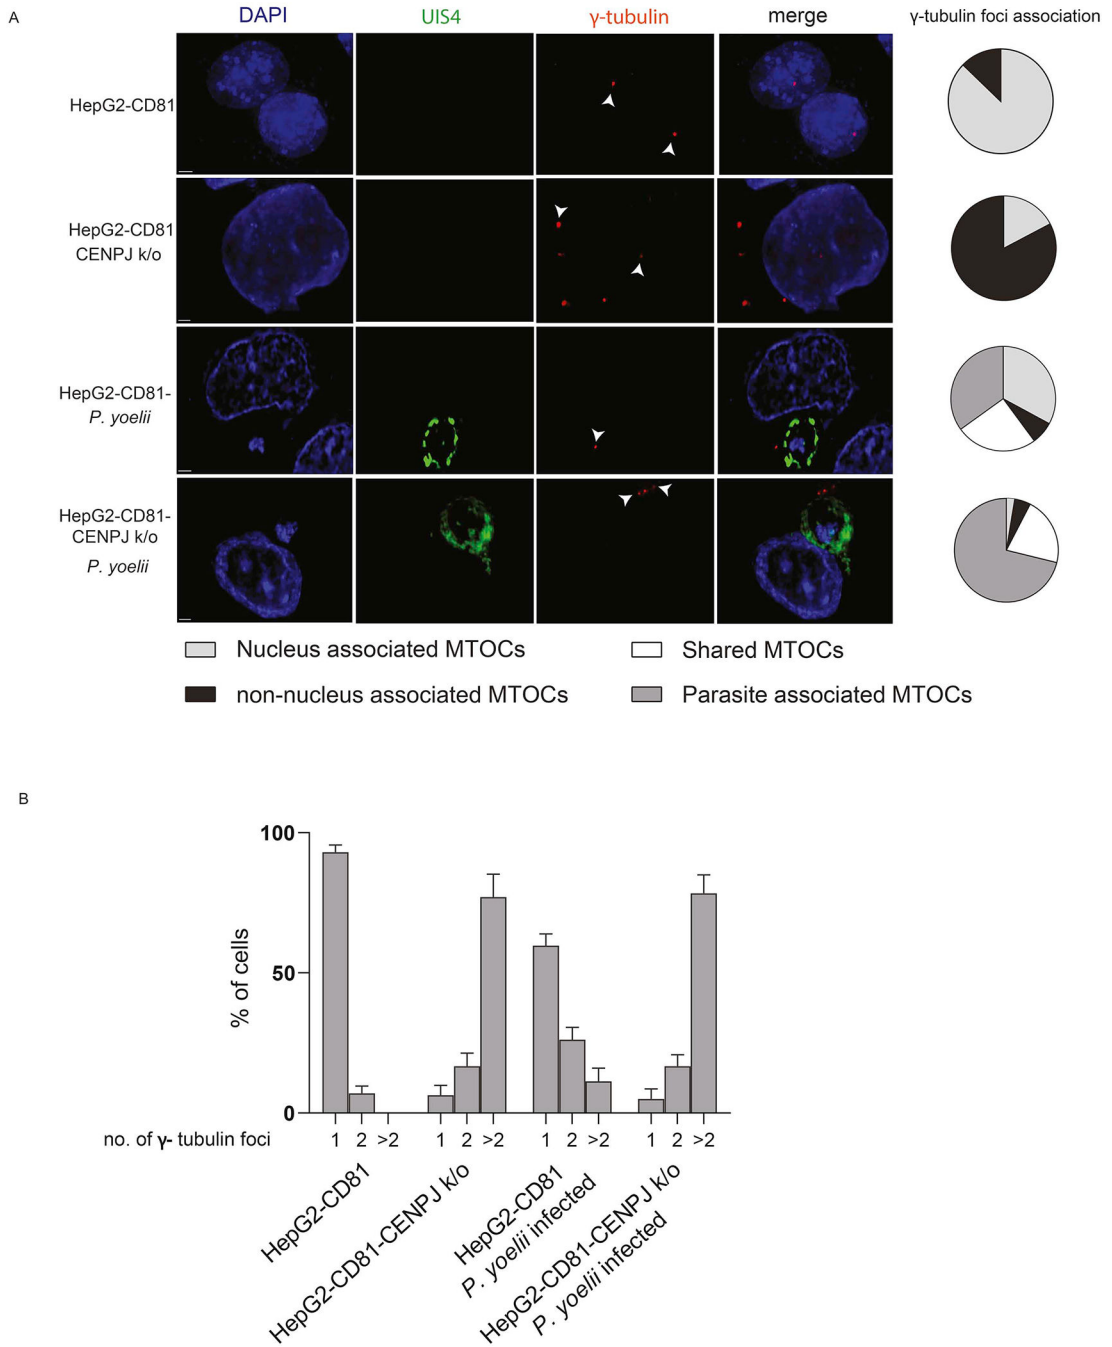 A
DAPI
UIS4
γ-tubulin
merge
γ-tubulin foci association
HepG2-CD81
HepG2-CD81
CENPJ k/o
HepG2-CD81-
P. yoelii
HepG2-CD81-
CENPJ k/o
P. yoelii
Nucleus associated MTOCs
Shared MTOCs
non-nucleus associated MTOCs
Parasite associated MTOCs
B
% of cells
100
50
0
no. of γ- tubulin foci
1 2 >2 1 2 >2 1 2 >2 1 2 >2
HepG2-CD81
HepG2-CD81-CENPJ k/o
HepG2-CD81
P. yoelii infected
HepG2-CD81-CENPJ k/o
P. yoelii infected